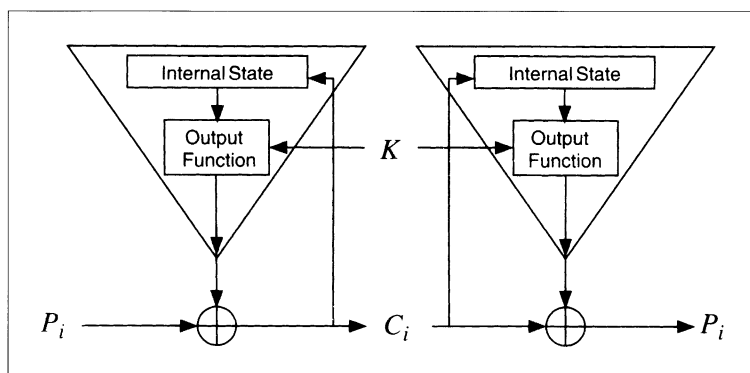 Internal State
Output
Function
K
P_i
C_i
Internal State
Output
Function
P_i